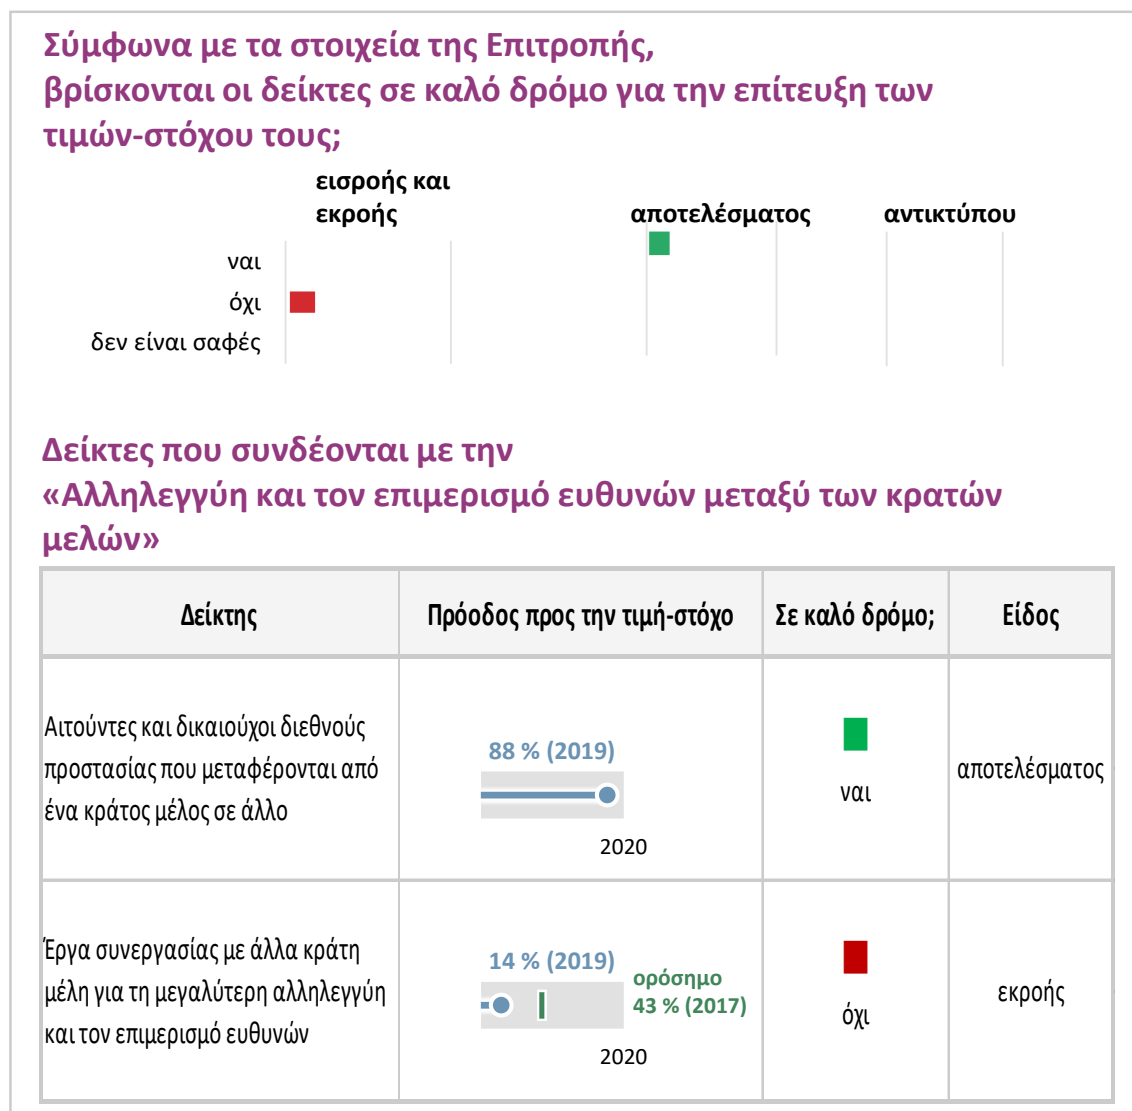 Σύμφωνα με τα στοιχεία της Επιτροπής,
βρίσκονται οι δείκτες σε καλό δρόμο για την επίτευξη των
τιμών-στόχου τους;
εισροής και
εκροής
αποτελέσματος
αντικτύπου
ναι
όχι
δεν είναι σαφές
Δείκτες που συνδέονται με την
«Αλληλεγγύη και τον επιμερισμό ευθυνών μεταξύ των κρατών
μελών»
Δείκτης
Πρόοδος προς την τιμή-στόχο
Σε καλό δρόμο;
Είδος
Αιτούντες και δικαιούχοι διεθνούς
προστασίας που μεταφέρονται από
ένα κράτος μέλος σε άλλο
88 % (2019)
2020
ναι
αποτελέσματος
Έργα συνεργασίας με άλλα κράτη
μέλη για τη μεγαλύτερη αλληλεγγύη
και τον επιμερισμό ευθυνών
14 % (2019)
ορόσημο
43 % (2017)
2020
όχι
εκροής